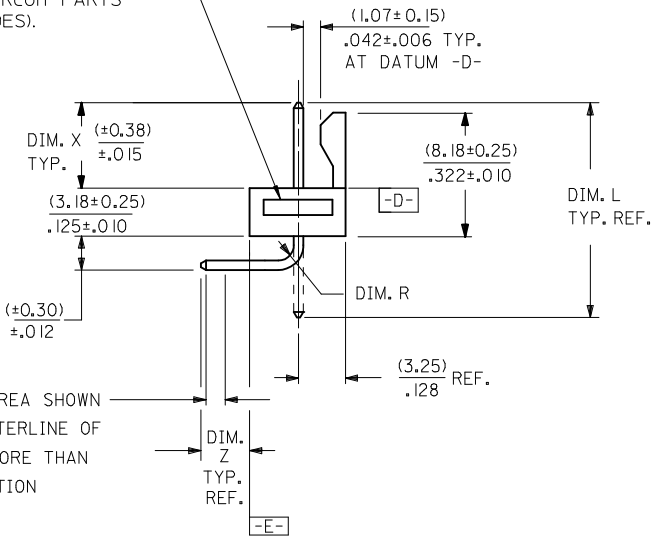 DES).
(1.07±0.15)
.042±.006 TYP.
AT DATUM -D-
DIM. X (±0.38)
TYP. ±.015
(3.18±0.25)
.125±.010
(8.18±0.25)
.322±.010
-D-
DIM. L
TYP. REF.
DIM. R
(±0.30)
±.012
(3.25)
.128 REF.
REA SHOWN
TERLINE OF
ORE THAN
TION
DIM.
Z
TYP.
REF.
-E-